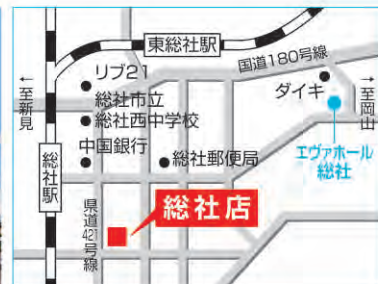 東総社駅
国道180号線
←至新見
リブ21
ダイキ
←至岡山
総社市立
総社西中学校
エヴァホール
総社
中国銀行
総社郵便局
総社駅
総社店
県道421号線